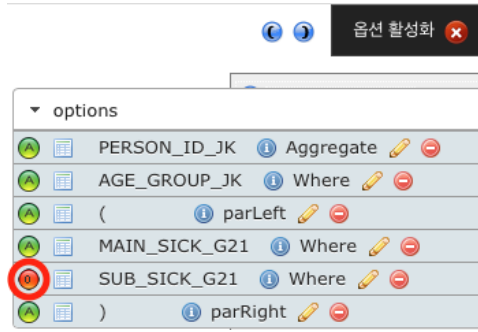 옵션 활성화
options
A PERSON_ID_JK i Aggregate
A AGE_GROUP_JK i Where
A ( i parLeft
A MAIN_SICK_G21 i Where
O SUB_SICK_G21 i Where
A ) i parRight